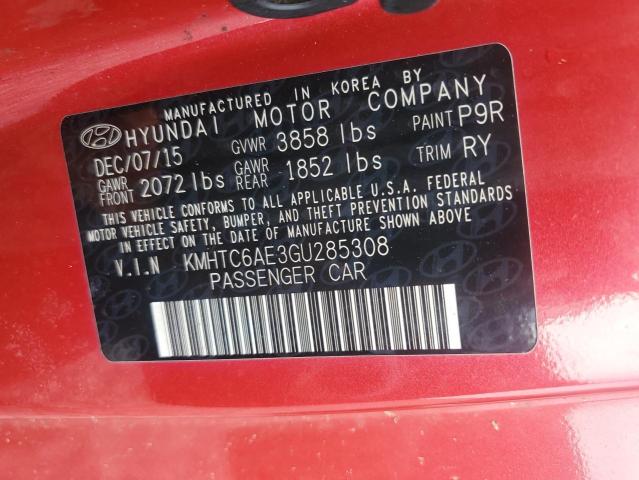 MANUFACTURED IN KOREA BY
HYUNDAI MOTOR COMPANY
DEC/07/15 GVWR 3858 lbs PAINT P9R
GAWR FRONT 2072 lbs GAWR REAR 1852 lbs TRIM RY
THIS VEHICLE CONFORMS TO ALL APPLICABLE U.S.A. FEDERAL
MOTOR VEHICLE SAFETY, BUMPER, AND THEFT PREVENTION STANDARDS
IN EFFECT ON THE DATE OF MANUFACTURE SHOWN ABOVE
V.I.N KMHTC6AE3GU285308
PASSENGER CAR